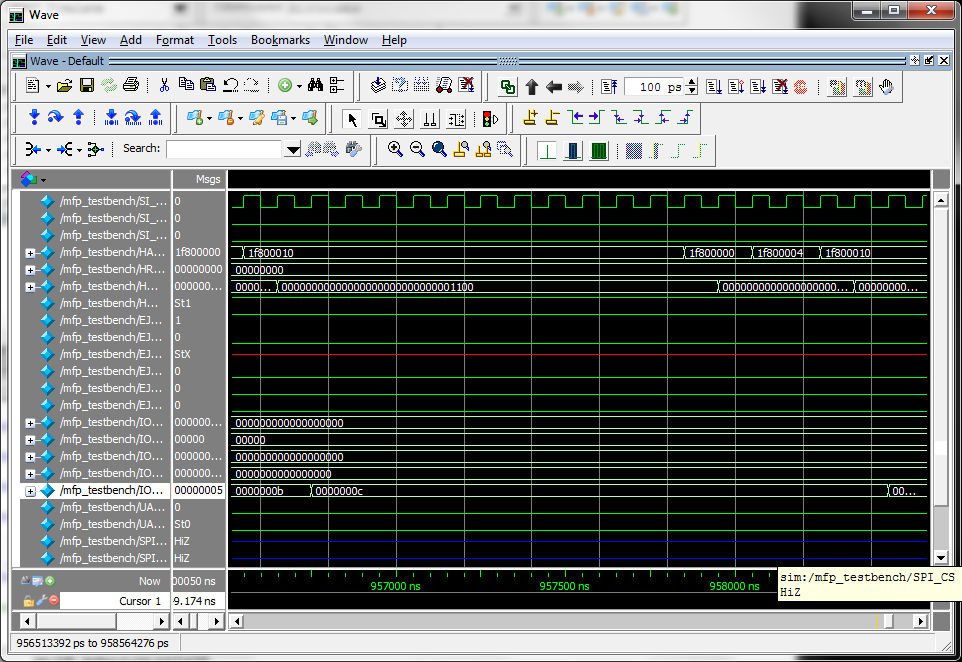 Wave
File Edit View Add Format Tools Bookmarks Window Help
Wave - Default
100 ps
Search:
Msgs
/mfp_testbench/SI_... 0
/mfp_testbench/SI_... 0
/mfp_testbench/SI_... 0
/mfp_testbench/HA... 1f800000 1f800010 1f800000 1f800004 1f800010
/mfp_testbench/HR... 00000000 00000000
/mfp_testbench/H... 000000... 0000... 00000000000000000000000000001100 0000000000000000000... 00000000...
/mfp_testbench/H... St1
/mfp_testbench/EJ... 1
/mfp_testbench/EJ... 0
/mfp_testbench/EJ... StX
/mfp_testbench/EJ... 0
/mfp_testbench/EJ... 0
/mfp_testbench/EJ... 0
/mfp_testbench/IO... 000000... 000000000000000000
/mfp_testbench/IO... 00000 00000
/mfp_testbench/IO... 000000... 000000000000000000
/mfp_testbench/IO... 000000... 0000000000000000
/mfp_testbench/IO... 00000005 0000000b 0000000c 00...
/mfp_testbench/UA... 0
/mfp_testbench/UA... St0
/mfp_testbench/SPI... HiZ
/mfp_testbench/SPI... HiZ
Now 00050 ns 957000 ns 957500 ns 958000 ns
Cursor 1 9.174 ns
sim:/mfp_testbench/SPI_CS
HiZ
956513392 ps to 958564276 ps